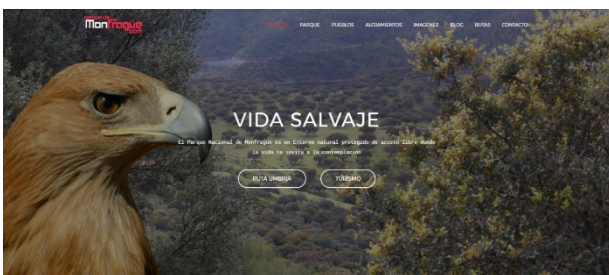 Monfragüe
.com
PARQUE PUEBLOS ALOJAMIENTOS IMAGENES BLOG RUTAS CONTACTO
VIDA SALVAJE
El Parque Nacional de Monfragüe es un Entorno natural protegido de acceso libre donde
la vida te invita a la contemplación
RUTA UMBRIA TURISMO